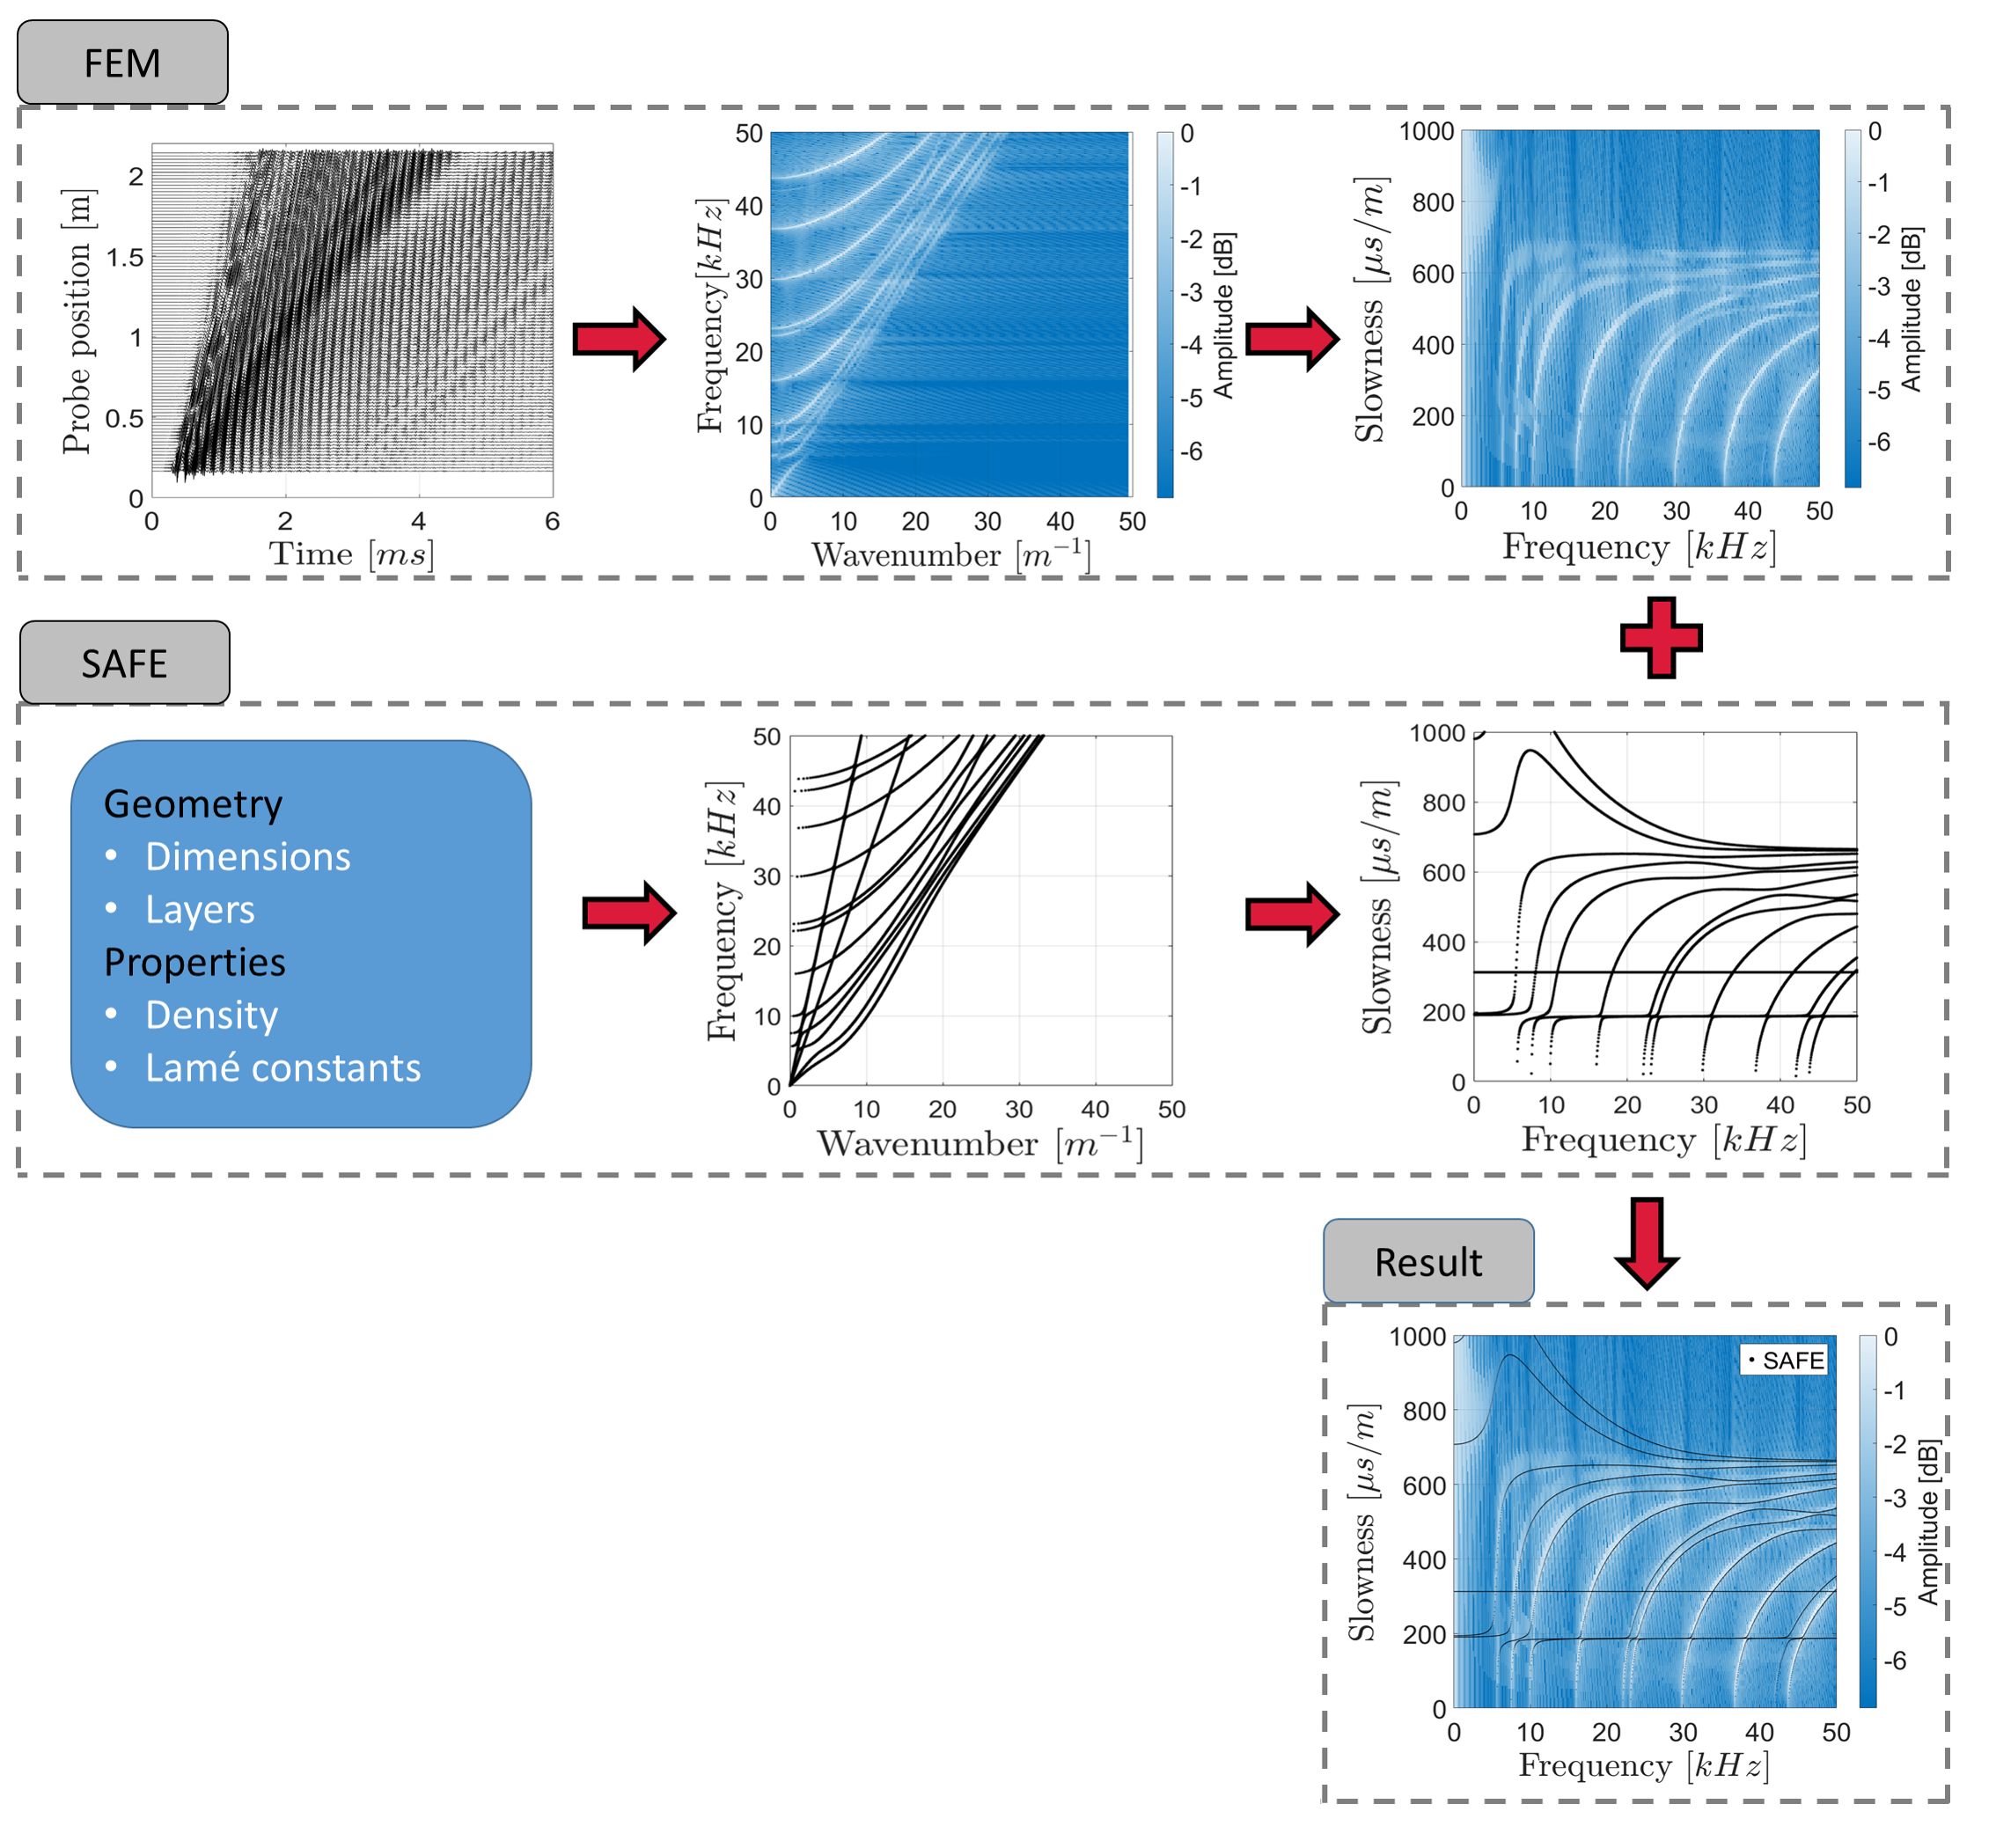 FEM
2
1.5
1
0.5
0
0 2 4 6
Probe position [m]
Time [ms]
50
40
30
20
10
0
0 10 20 30 40 50
Frequency[kHz]
Wavenumber [m⁻¹]
0
-1
-2
-3
-4
-5
-6
Amplitude [dB]
1000
800
600
400
200
0
0 10 20 30 40 50
Slowness [μs/m]
Frequency [kHz]
0
-1
-2
-3
-4
-5
-6
Amplitude [dB]
SAFE
Geometry
• Dimensions
• Layers
Properties
• Density
• Lamé constants
50
40
30
20
10
0
0 10 20 30 40 50
Frequency [kHz]
Wavenumber [m⁻¹]
1000
800
600
400
200
0
0 10 20 30 40 50
Slowness [μs/m]
Frequency [kHz]
Result
1000
800
600
400
200
0
0 10 20 30 40 50
Slowness [μs/m]
Frequency [kHz]
• SAFE
0
-1
-2
-3
-4
-5
-6
Amplitude [dB]